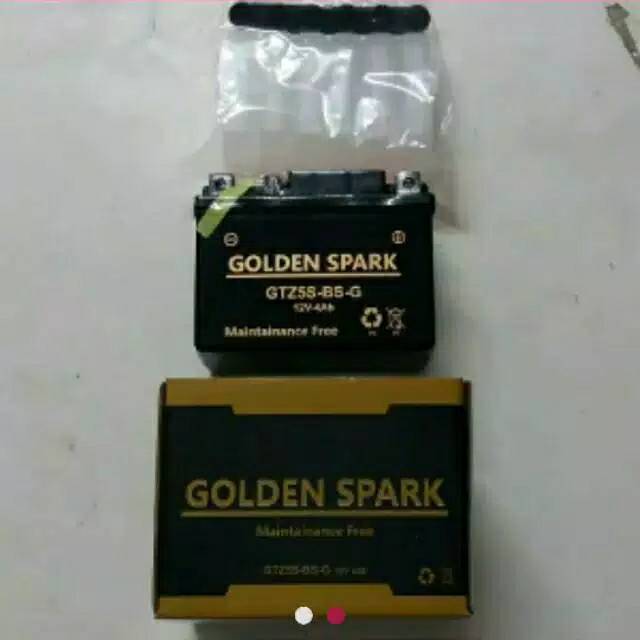 GOLDEN SPARK
GTZ5S-BS-G
12V-4Ah
Maintainance Free
GOLDEN SPARK
Maintainance Free
GTZ5S-BS-G